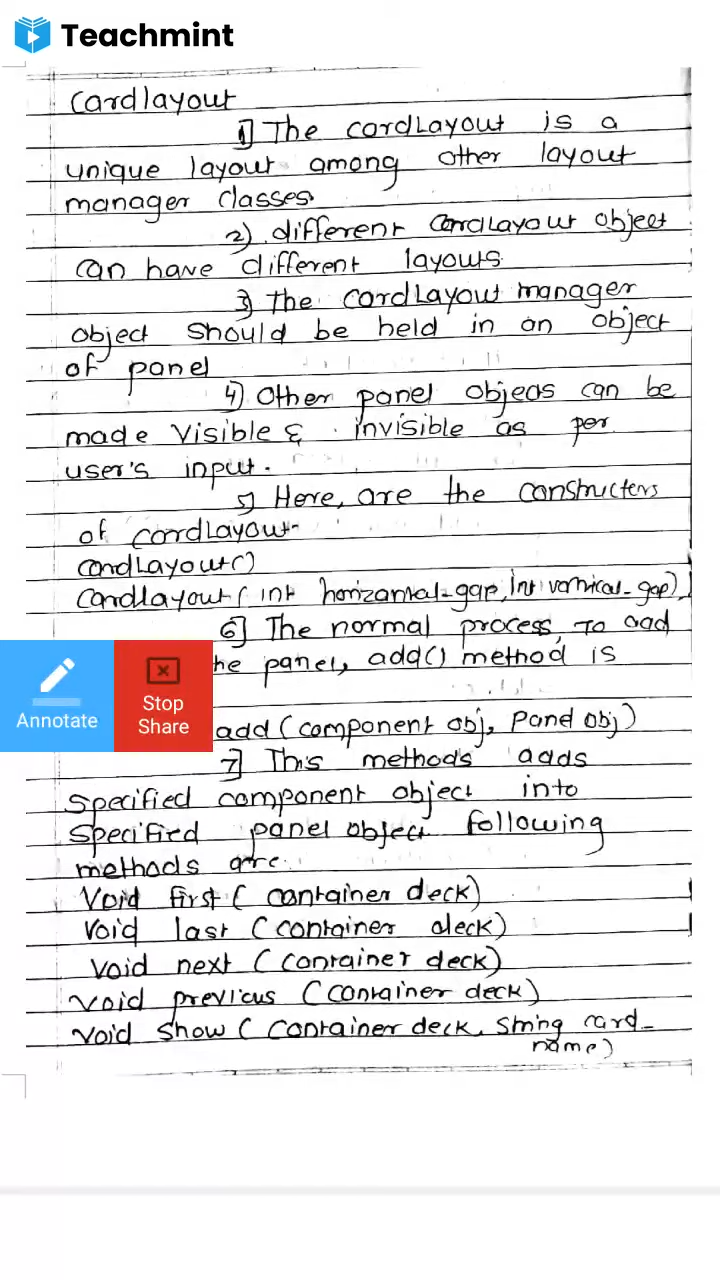 Teachmint
Cardlayout
1] The cardLayout is a
unique layout among other layout
manager classes.
2) different CardLayout object
can have different layouts.
3) The CardLayout manager
object should be held in an object
of panel
4) Other panel objects can be
made visible & invisible as per
user's input.
5) Here, are the constructers
of CardLayout-
CardLayout()
Cardlayout (int horizantal-gap, int vertical-gap)
6] The normal process, To add
he panel, add() method is
add (component obj, Panel obj)
7] This methods adds
specified component object into
specified panel object following
methods are.
Void first ( container deck)
Void last (container deck)
Void next (container deck)
Void previous (container deck)
Void show ( container deck, string card-
name)
Annotate
Stop
Share